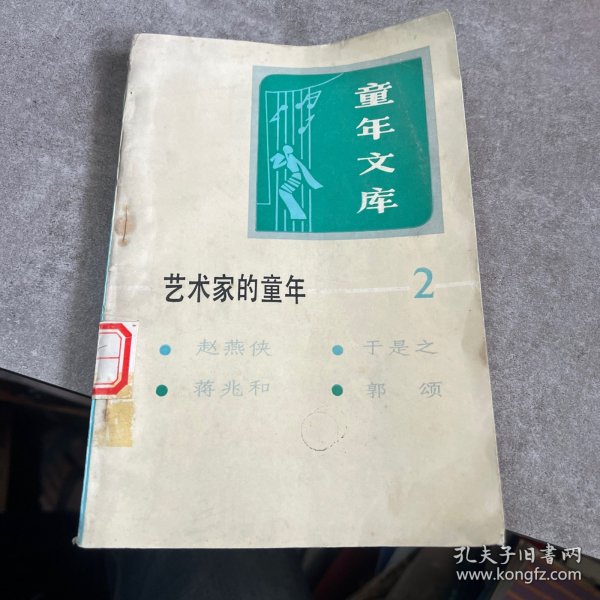 童年文库
艺术家的童年 2
赵燕侠 于是之
蒋兆和 郭颂
孔夫子旧书网
www.kongfz.com